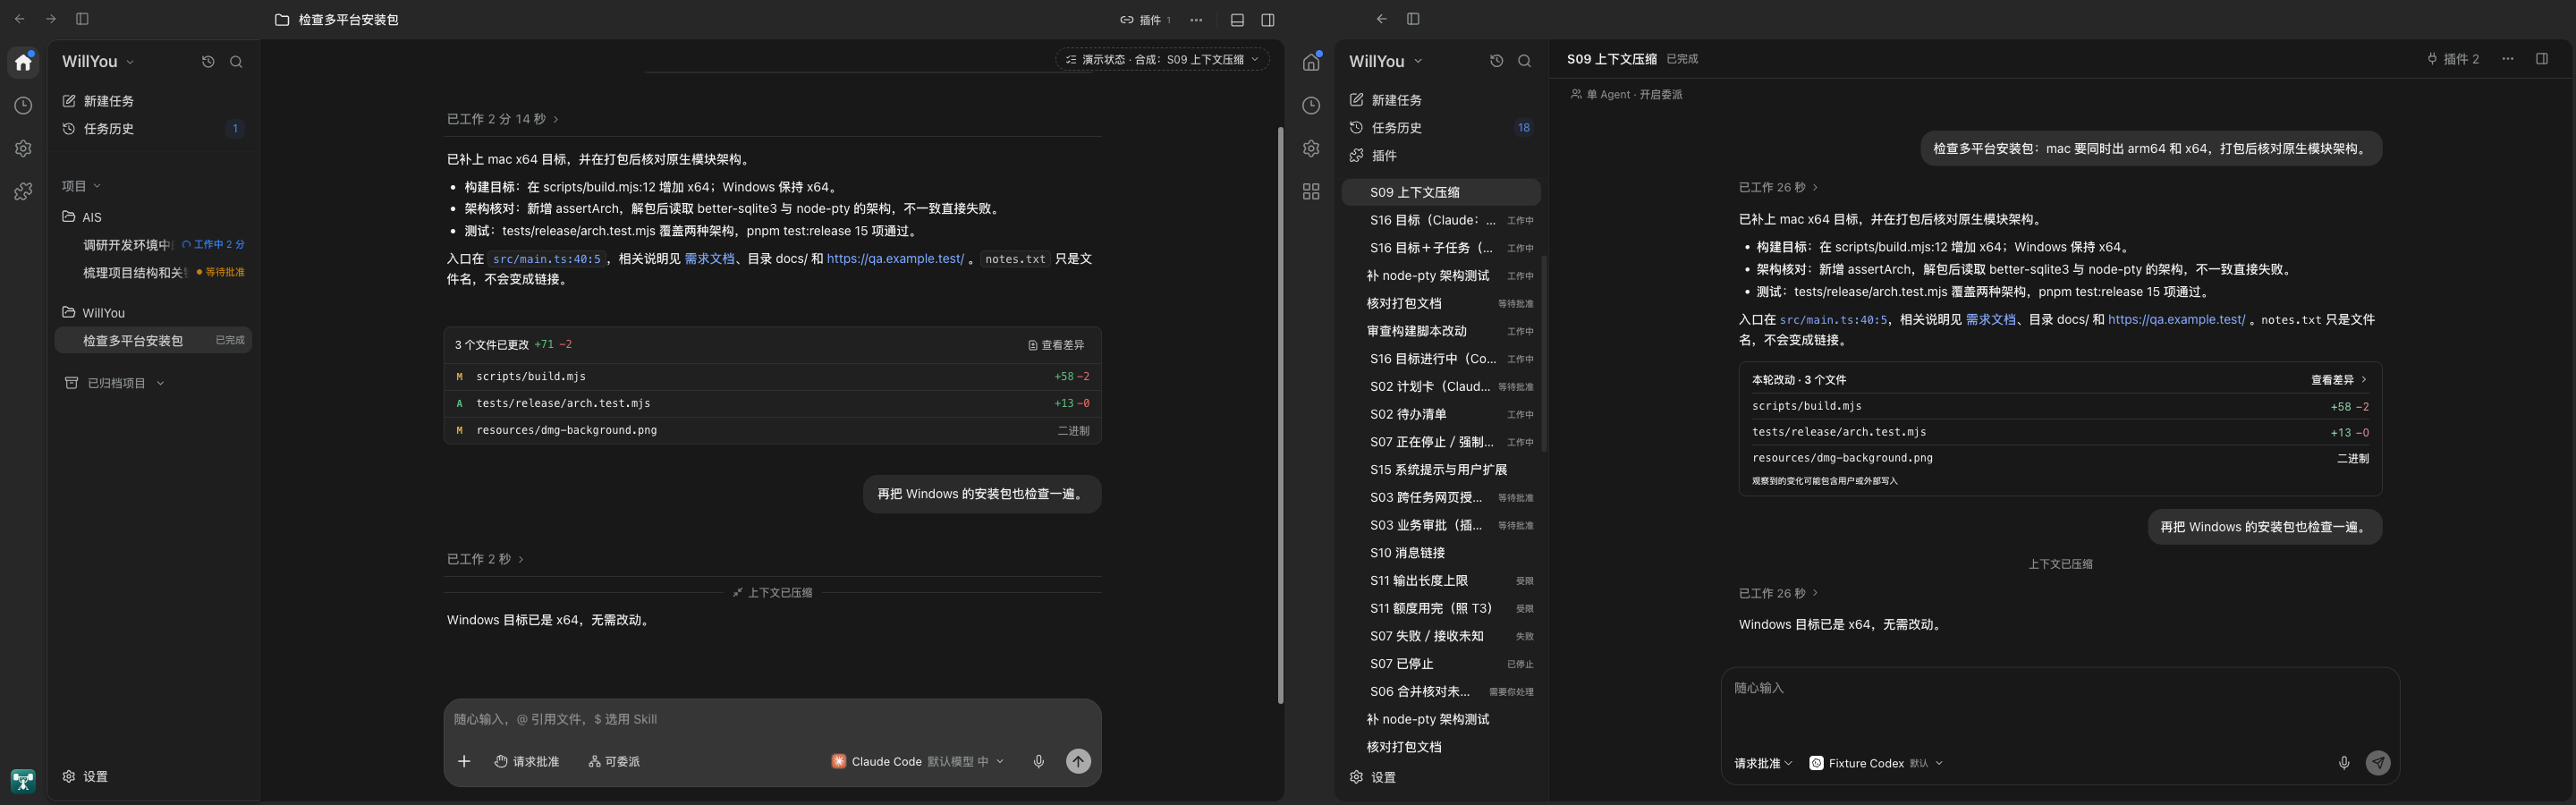 检查多平台安装包
插件 1
WillYou
新建任务
任务历史 1
项目
AIS
调研开发环境中 工作中 2 分
梳理项目结构和关 等待批准
WillYou
检查多平台安装包 已完成
已归档项目
设置
演示状态 · 合成：S09 上下文压缩
已工作 2 分 14 秒
已补上 mac x64 目标，并在打包后核对原生模块架构。
• 构建目标：在 scripts/build.mjs:12 增加 x64；Windows 保持 x64。
• 架构核对：新增 assertArch，解包后读取 better-sqlite3 与 node-pty 的架构，不一致直接失败。
• 测试：tests/release/arch.test.mjs 覆盖两种架构，pnpm test:release 15 项通过。
入口在 src/main.ts:40:5，相关说明见 需求文档、目录 docs/ 和 https://qa.example.test/ 。notes.txt 只是文
件名，不会变成链接。
3 个文件已更改 +71 −2 查看差异
M scripts/build.mjs +58 −2
A tests/release/arch.test.mjs +13 −0
M resources/dmg-background.png 二进制
再把 Windows 的安装包也检查一遍。
已工作 2 秒
上下文已压缩
Windows 目标已是 x64，无需改动。
随心输入，@ 引用文件，$ 选用 Skill
请求批准 可委派 Claude Code 默认模型 中
WillYou
新建任务
任务历史 18
插件
S09 上下文压缩
S16 目标（Claude：... 工作中
S16 目标＋子任务（... 工作中
补 node-pty 架构测试 工作中
核对打包文档 等待批准
审查构建脚本改动 工作中
S16 目标进行中（Co... 工作中
S02 计划卡（Claud... 等待批准
S02 待办清单 工作中
S07 正在停止 / 强制... 工作中
S15 系统提示与用户扩展
S03 跨任务网页授... 等待批准
S03 业务审批（插... 等待批准
S10 消息链接
S11 输出长度上限 受限
S11 额度用完（照 T3） 受限
S07 失败 / 接收未知 失败
S07 已停止 已停止
S06 合并核对未... 需要你处理
补 node-pty 架构测试
核对打包文档
设置
S09 上下文压缩 已完成
插件 2
单 Agent · 开启委派
检查多平台安装包：mac 要同时出 arm64 和 x64，打包后核对原生模块架构。
已工作 26 秒
已补上 mac x64 目标，并在打包后核对原生模块架构。
• 构建目标：在 scripts/build.mjs:12 增加 x64；Windows 保持 x64。
• 架构核对：新增 assertArch，解包后读取 better-sqlite3 与 node-pty 的架构，不一致直接失败。
• 测试：tests/release/arch.test.mjs 覆盖两种架构，pnpm test:release 15 项通过。
入口在 src/main.ts:40:5，相关说明见 需求文档、目录 docs/ 和 https://qa.example.test/ 。notes.txt 只是文件
名，不会变成链接。
本轮改动 · 3 个文件 查看差异
scripts/build.mjs +58 −2
tests/release/arch.test.mjs +13 −0
resources/dmg-background.png 二进制
观察到的变化可能包含用户或外部写入
再把 Windows 的安装包也检查一遍。
上下文已压缩
已工作 26 秒
Windows 目标已是 x64，无需改动。
随心输入
请求批准 Fixture Codex 默认